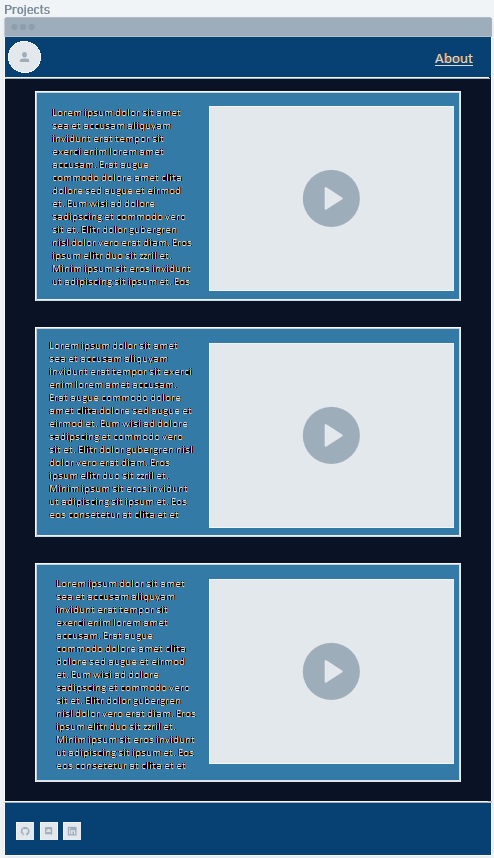 Projects
About
Lorem ipsum dolor sit amet
sea et accusam aliquyam
invidunt erat tempor sit
exerci enim lorem amet
accusam. Erat augue
commodo dolore amet clita
dolore sed augue et eirmod
et. Eum wisi ad dolore
sadipscing et commodo vero
sit et. Elitr dolor gubergren
nisl dolor vero erat diam. Eros
ipsum elitr duo sit zzril et.
Minim ipsum sit eros invidunt
ut adipiscing sit ipsum et. Eos
Lorem ipsum dolor sit amet
sea et accusam aliquyam
invidunt erat tempor sit exerci
enim lorem amet accusam.
Erat augue commodo dolore
amet clita dolore sed augue et
eirmod et. Eum wisi ad dolore
sadipscing et commodo vero
sit et. Elitr dolor gubergren nisl
dolor vero erat diam. Eros
ipsum elitr duo sit zzril et.
Minim ipsum sit eros invidunt
ut adipiscing sit ipsum et. Eos
eos consetetur at clita et et
Lorem ipsum dolor sit amet
sea et accusam aliquyam
invidunt erat tempor sit
exerci enim lorem amet
accusam. Erat augue
commodo dolore amet clita
dolore sed augue et eirmod
et. Eum wisi ad dolore
sadipscing et commodo vero
sit et. Elitr dolor gubergren
nisl dolor vero erat diam. Eros
ipsum elitr duo sit zzril et.
Minim ipsum sit eros invidunt
ut adipiscing sit ipsum et. Eos
eos consetetur at clita et et